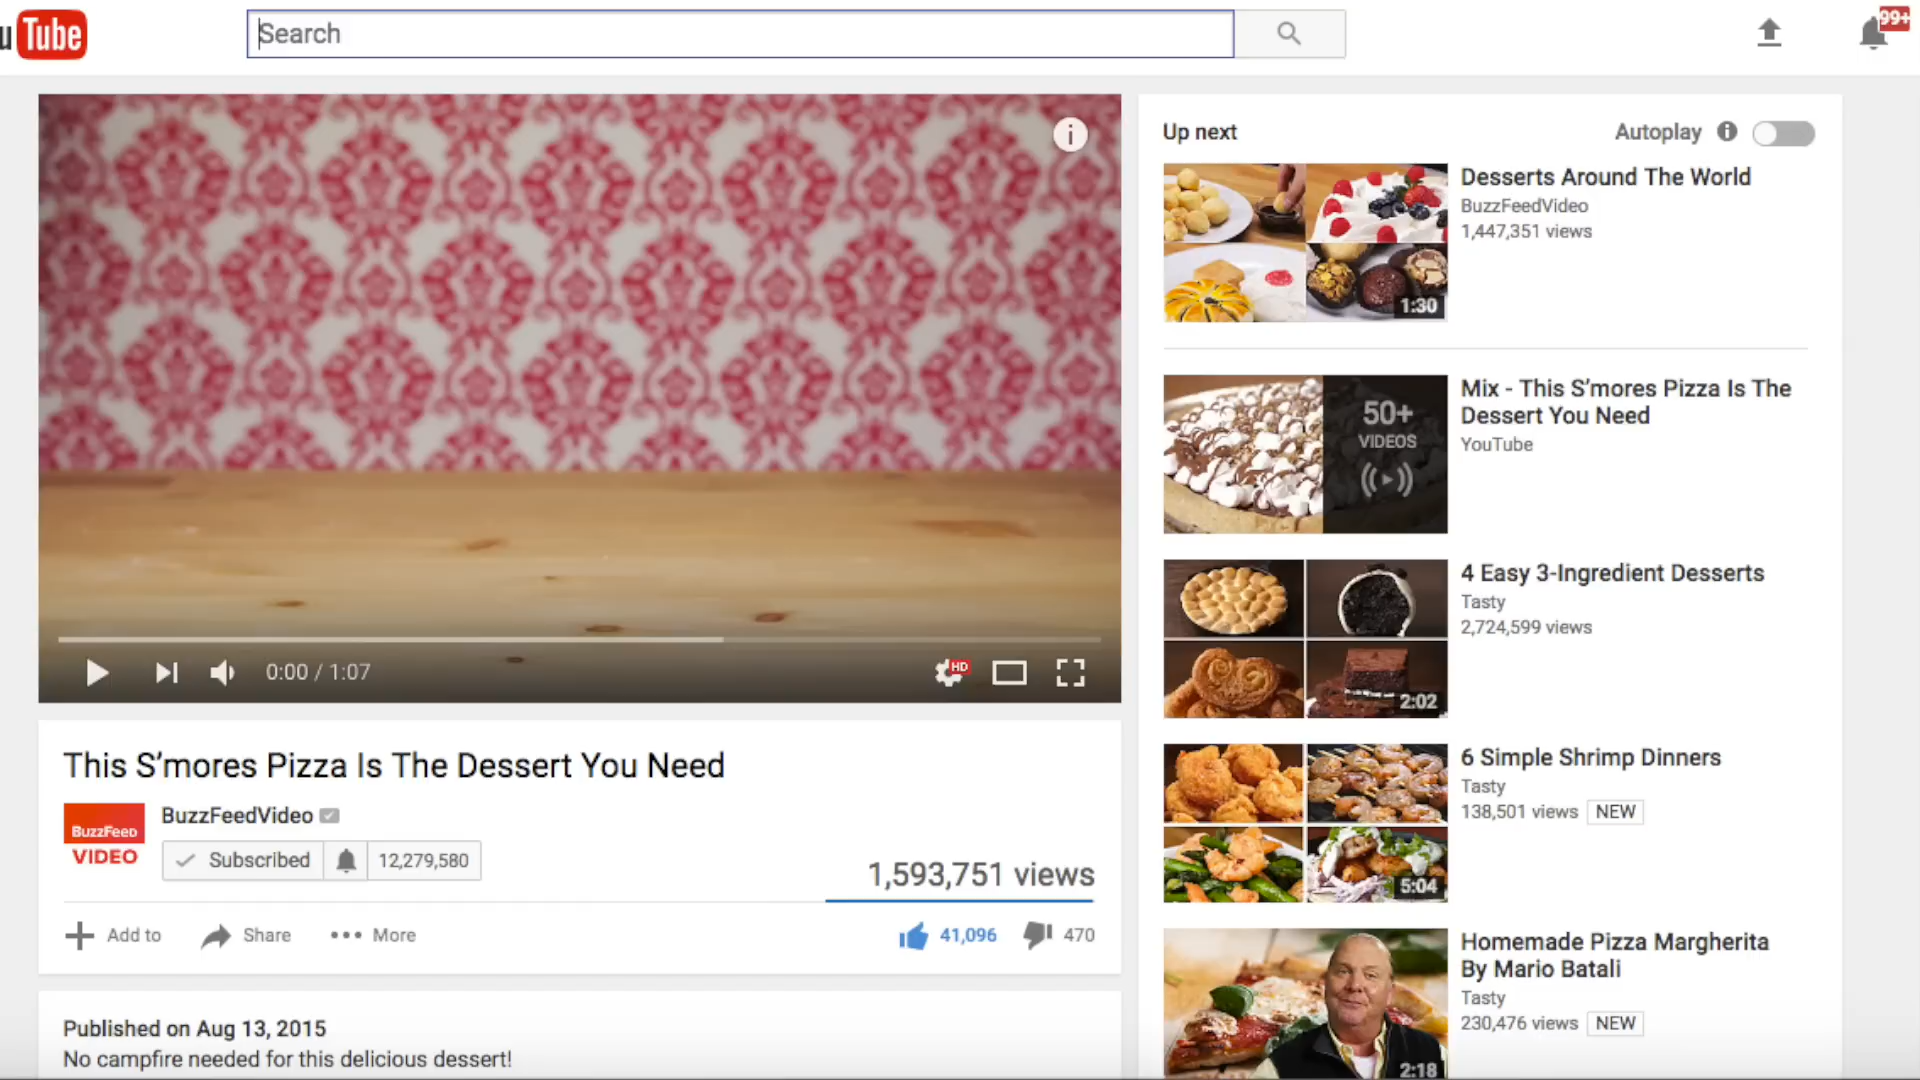 u Tube
Search
99+
Up next
Autoplay
Desserts Around The World
BuzzFeedVideo
1,447,351 views
1:30
Mix - This S’mores Pizza Is The
Dessert You Need
YouTube
50+
VIDEOS
4 Easy 3-Ingredient Desserts
Tasty
2,724,599 views
2:02
6 Simple Shrimp Dinners
Tasty
138,501 views NEW
5:04
Homemade Pizza Margherita
By Mario Batali
Tasty
230,476 views NEW
2:18
0:00 / 1:07
HD
This S’mores Pizza Is The Dessert You Need
BuzzFeed
VIDEO
BuzzFeedVideo
Subscribed 12,279,580
1,593,751 views
Add to Share More
41,096 470
Published on Aug 13, 2015
No campfire needed for this delicious dessert!